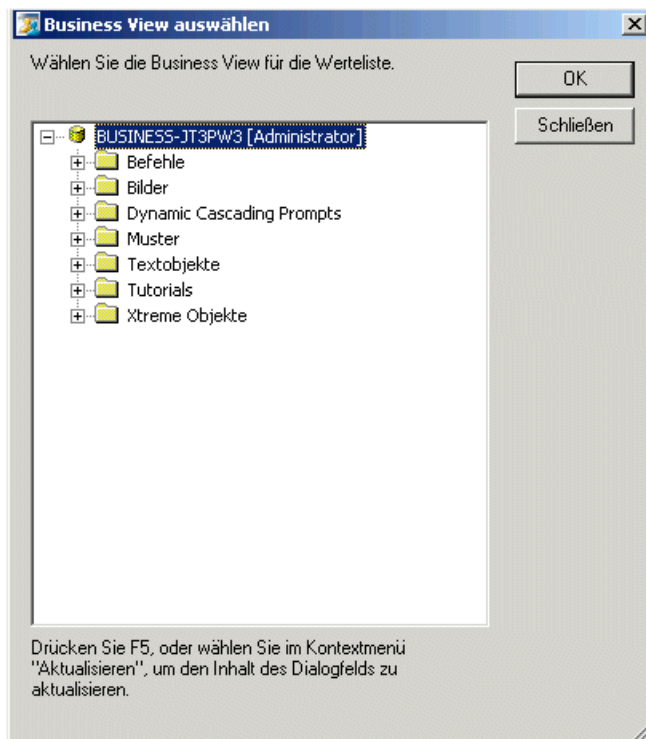 Business View auswählen
Wählen Sie die Business View für die Werteliste.
OK
Schließen
BUSINESS-JT3PW3 [Administrator]
Befehle
Bilder
Dynamic Cascading Prompts
Muster
Textobjekte
Tutorials
Xtreme Objekte
Drücken Sie F5, oder wählen Sie im Kontextmenü
"Aktualisieren", um den Inhalt des Dialogfelds zu
aktualisieren.